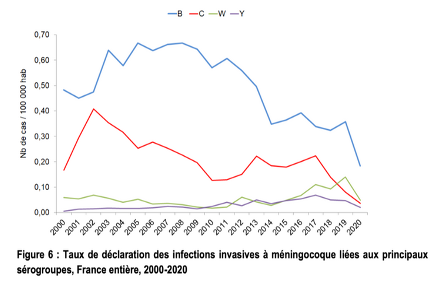 B C W Y
Nb de cas / 100 000 hab
0,70
0,60
0,50
0,40
0,30
0,20
0,10
0,00
2000 2001 2002 2003 2004 2005 2006 2007 2008 2009 2010 2011 2012 2013 2014 2015 2016 2017 2018 2019 2020
Figure 6 : Taux de déclaration des infections invasives à méningocoque liées aux principaux
sérogroupes, France entière, 2000-2020